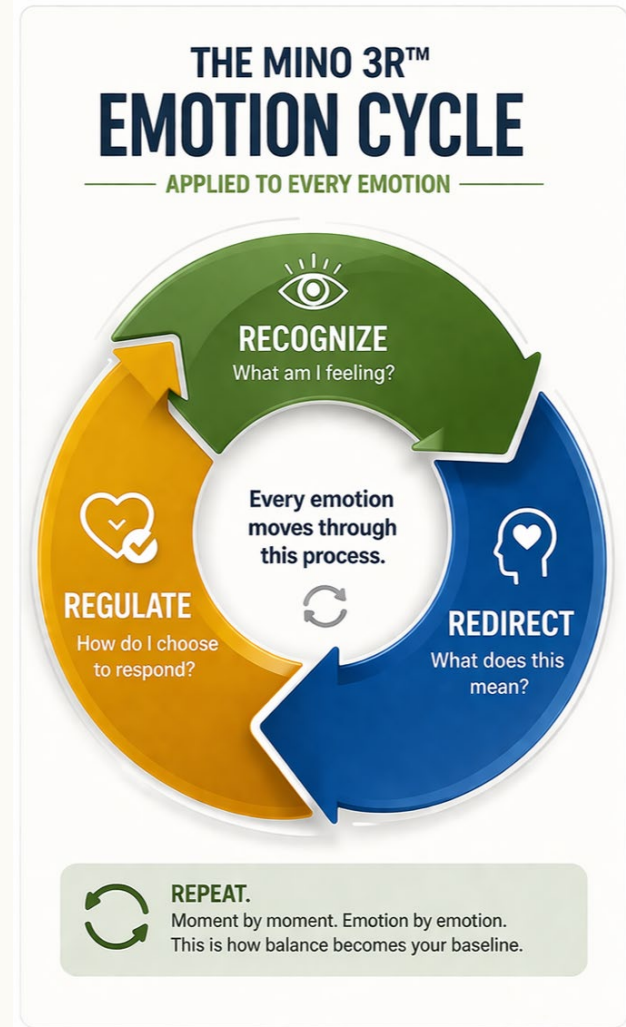 THE MINO 3R™
EMOTION CYCLE
APPLIED TO EVERY EMOTION
RECOGNIZE
What am I feeling?
Every emotion
moves through
this process.
REDIRECT
What does this
mean?
REGULATE
How do I choose
to respond?
REPEAT.
Moment by moment. Emotion by emotion.
This is how balance becomes your baseline.